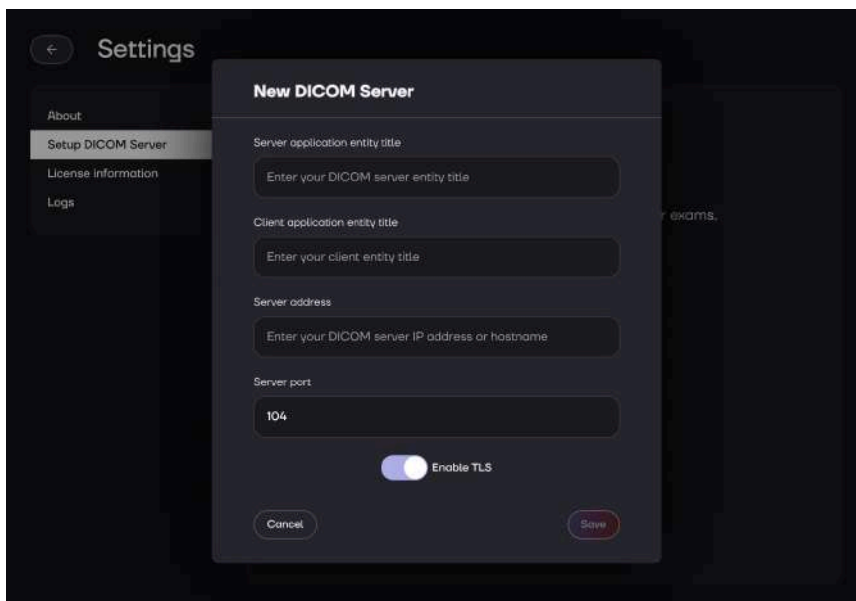 Settings
New DICOM Server
About
Setup DICOM Server
License information
Logs
Server application entity title
Enter your DICOM server entity title
Client application entity title
Enter your client entity title
Server address
Enter your DICOM server IP address or hostname
Server port
104
Enable TLS
Cancel
Save
r exams.